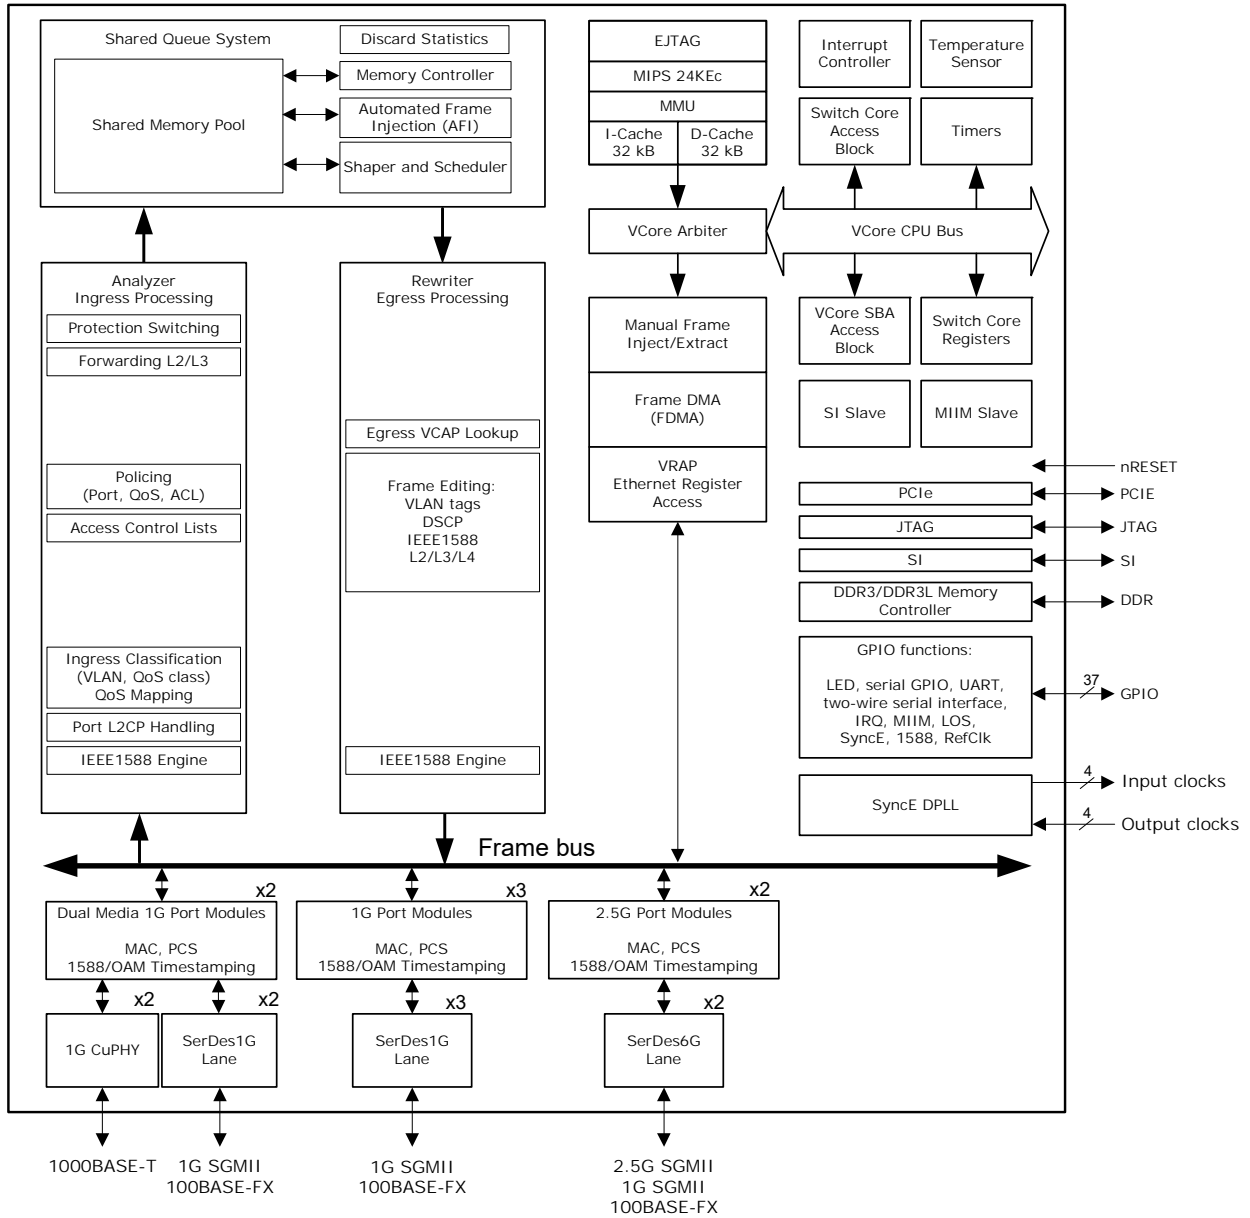 Shared Queue System
Shared Memory Pool
Discard Statistics
Memory Controller
Automated Frame
Injection (AFI)
Shaper and Scheduler
EJTAG
MIPS 24KEc
MMU
I-Cache
32 kB
D-Cache
32 kB
VCore Arbiter
Interrupt
Controller
Temperature
Sensor
Switch Core
Access
Block
Timers
VCore CPU Bus
VCore SBA
Access
Block
Switch Core
Registers
SI Slave
MIIM Slave
Analyzer
Ingress Processing
Protection Switching
Forwarding L2/L3
Policing
(Port, QoS, ACL)
Access Control Lists
Ingress Classification
(VLAN, QoS class)
QoS Mapping
Port L2CP Handling
IEEE1588 Engine
Rewriter
Egress Processing
Egress VCAP Lookup
Frame Editing:
VLAN tags
DSCP
IEEE1588
L2/L3/L4
IEEE1588 Engine
Manual Frame
Inject/Extract
Frame DMA
(FDMA)
VRAP
Ethernet Register
Access
nRESET
PCIe
PCIE
JTAG
JTAG
SI
SI
DDR3/DDR3L Memory
Controller
DDR
GPIO functions:
LED, serial GPIO, UART,
two-wire serial interface,
IRQ, MIIM, LOS,
SyncE, 1588, RefClk
37
GPIO
SyncE DPLL
4
Input clocks
4
Output clocks
Frame bus
x2
Dual Media 1G Port Modules
MAC, PCS
1588/OAM Timestamping
x3
1G Port Modules
MAC, PCS
1588/OAM Timestamping
x2
2.5G Port Modules
MAC, PCS
1588/OAM Timestamping
x2
1G CuPHY
x2
SerDes1G
Lane
x3
SerDes1G
Lane
x2
SerDes6G
Lane
1000BASE-T
1G SGMII
100BASE-FX
1G SGMII
100BASE-FX
2.5G SGMII
1G SGMII
100BASE-FX